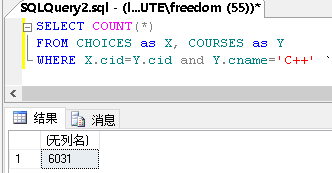 SQLQuery2.sql - (l...UTE\freedom (55))*
SELECT COUNT(*)
FROM CHOICES as X, COURSES as Y
WHERE X.cid=Y.cid and Y.cname='C++' `
结果 消息
(无列名)
1 6031